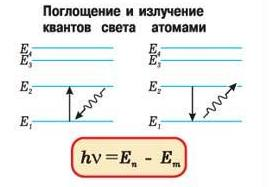 Поглощение и излучение
квантов света атомами
E₄ E₄
E₃ E₃
E₂ E₂
E₁ E₁
hν = Eₙ - Eₘ